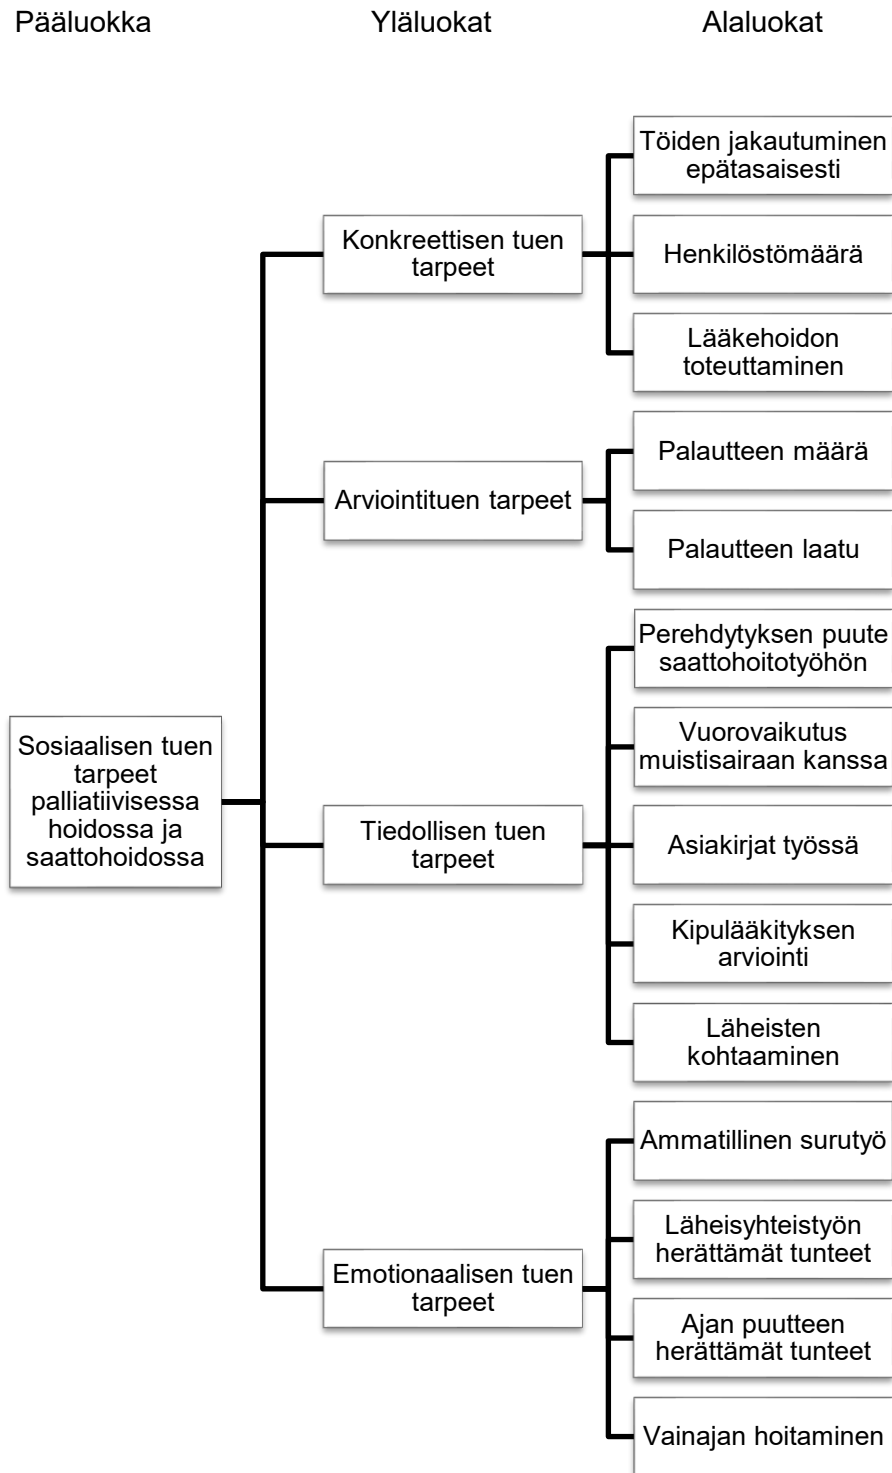 Pääluokka
Yläluokat
Alaluokat
Sosiaalisen tuen
tarpeet
palliatiivisessa
hoidossa ja
saattohoidossa
Konkreettisen tuen
tarpeet
Töiden jakautuminen
epätasaisesti
Henkilöstömäärä
Lääkehoidon
toteuttaminen
Arviointituen tarpeet
Palautteen määrä
Palautteen laatu
Tiedollisen tuen
tarpeet
Perehdytyksen puute
saattohoitotyöhön
Vuorovaikutus
muistisairaan kanssa
Asiakirjat työssä
Kipulääkityksen
arviointi
Läheisten
kohtaaminen
Emotionaalisen tuen
tarpeet
Ammatillinen surutyö
Läheisyhteistyön
herättämät tunteet
Ajan puutteen
herättämät tunteet
Vainajan hoitaminen